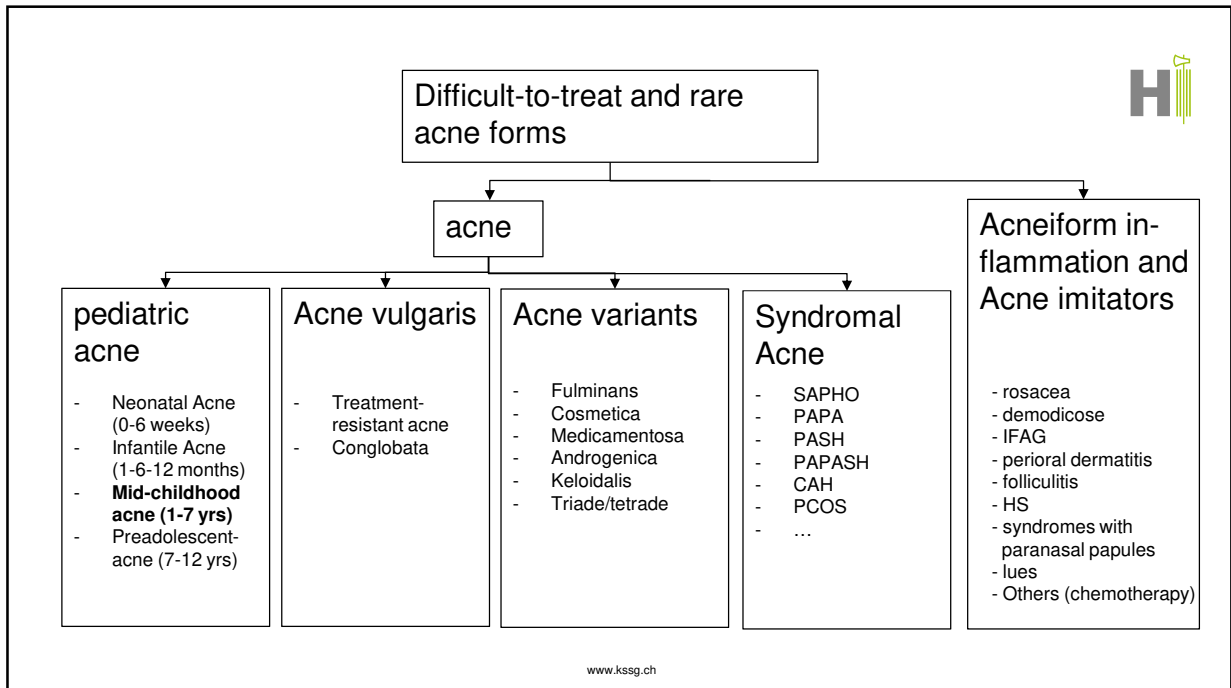 Difficult-to-treat and rare
acne forms
H
acne
pediatric
acne
- Neonatal Acne
(0-6 weeks)
- Infantile Acne
(1-6-12 months)
- Mid-childhood
acne (1-7 yrs)
- Preadolescent-
acne (7-12 yrs)
Acne vulgaris
- Treatment-
resistant acne
- Conglobata
Acne variants
- Fulminans
- Cosmetica
- Medicamentosa
- Androgenica
- Keloidalis
- Triade/tetrade
Syndromal
Acne
- SAPHO
- PAPA
- PASH
- PAPASH
- CAH
- PCOS
- …
Acneiform in-
flammation and
Acne imitators
- rosacea
- demodicose
- IFAG
- perioral dermatitis
- folliculitis
- HS
- syndromes with
paranasal papules
- lues
- Others (chemotherapy)
www.kssg.ch